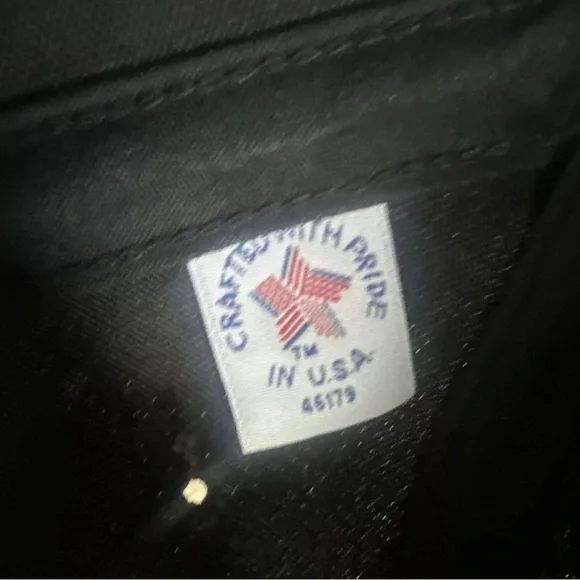 CRAFTED WITH PRIDE
TM
IN U.S.A.
46179